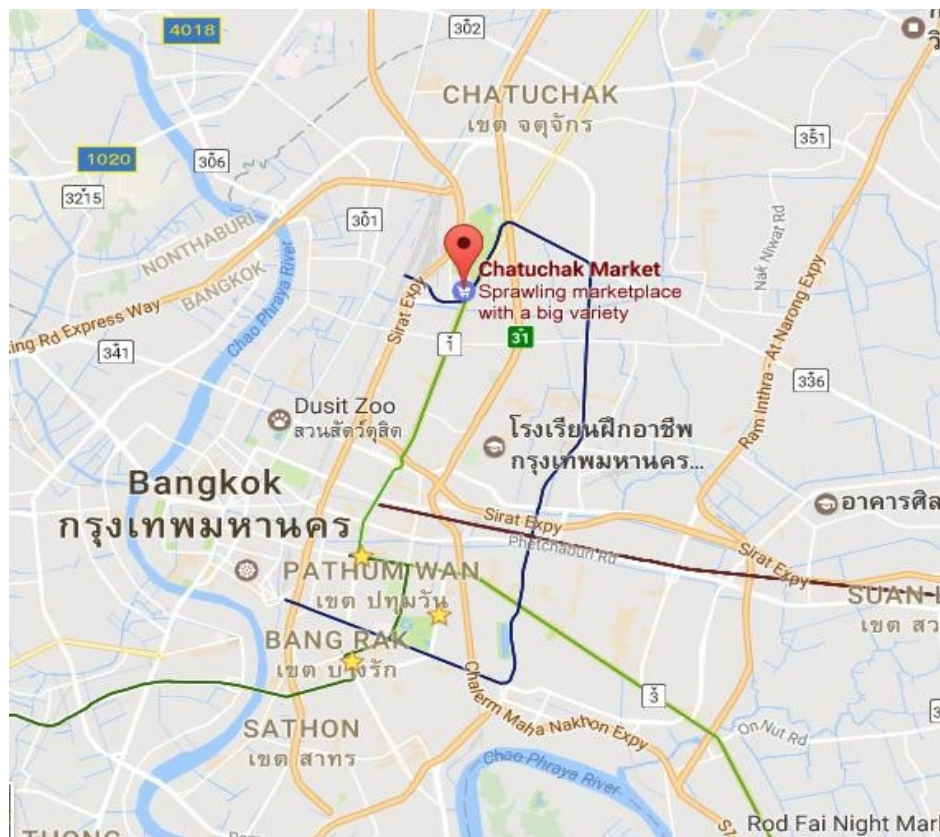 4018
302
CHATUCHAK
เขต จตุจักร
351
1020
306
3215
301
NONTHABURI
BANGKOK
Nak Niwat Rd
Chao Phraya River
Sirat Expy
Chatuchak Market
Sprawling marketplace
with a big variety
Ram Inthra - At Narong Expy
ing Rd Express Way
341
1
31
336
Dusit Zoo
สวนสัตว์ดุสิต
โรงเรียนฝึกอาชีพ
กรุงเทพมหานคร...
Bangkok
กรุงเทพมหานคร
อาคารศิล
Sirat Expy
Phetchaburi Rd
Sirat Expy
PATHUM WAN
เขต ปทุมวัน
SUAN
เขต สว
BANG RAK
เขต บางรัก
SATHON
เขต สาทร
Chalerm Maha Nakhon Expy
3
On Nut Rd
Chao Phraya River
Rod Fai Night Mar